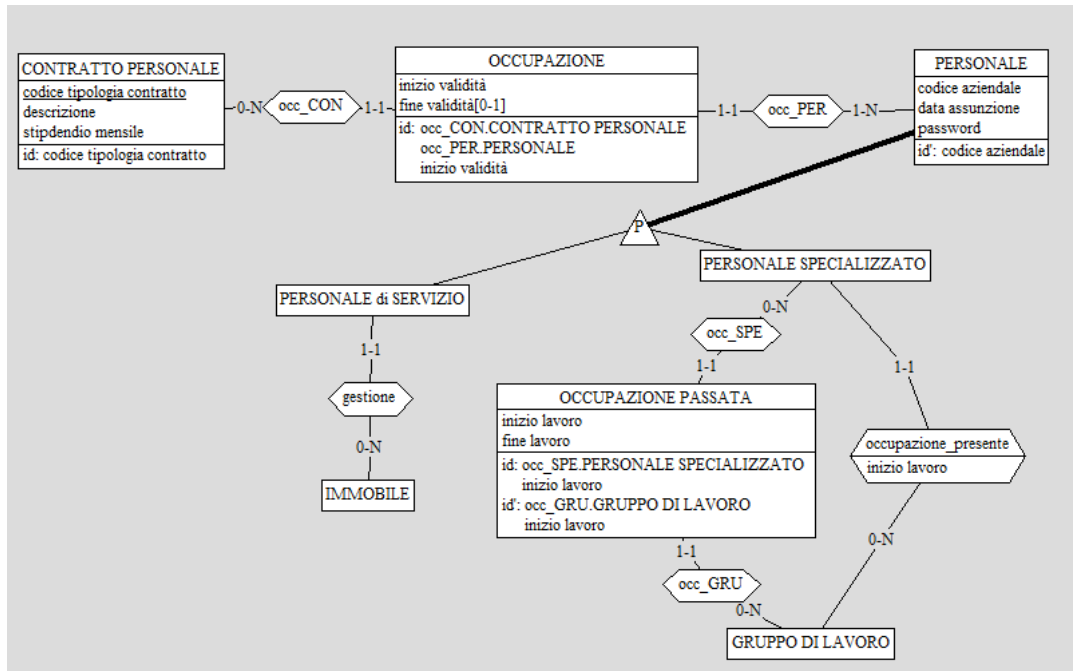 CONTRATTO PERSONALE
codice tipologia contratto
descrizione
stipdendio mensile
id: codice tipologia contratto
0-N
occ_CON
1-1
OCCUPAZIONE
inizio validità
fine validità[0-1]
id: occ_CON.CONTRATTO PERSONALE
occ_PER.PERSONALE
inizio validità
1-1
occ_PER
1-N
PERSONALE
codice aziendale
data assunzione
password
id': codice aziendale
P
PERSONALE di SERVIZIO
PERSONALE SPECIALIZZATO
1-1
gestione
0-N
IMMOBILE
0-N
occ_SPE
1-1
OCCUPAZIONE PASSATA
inizio lavoro
fine lavoro
id: occ_SPE.PERSONALE SPECIALIZZATO
inizio lavoro
id': occ_GRU.GRUPPO DI LAVORO
inizio lavoro
1-1
occ_GRU
0-N
1-1
occupazione_presente
inizio lavoro
0-N
GRUPPO DI LAVORO